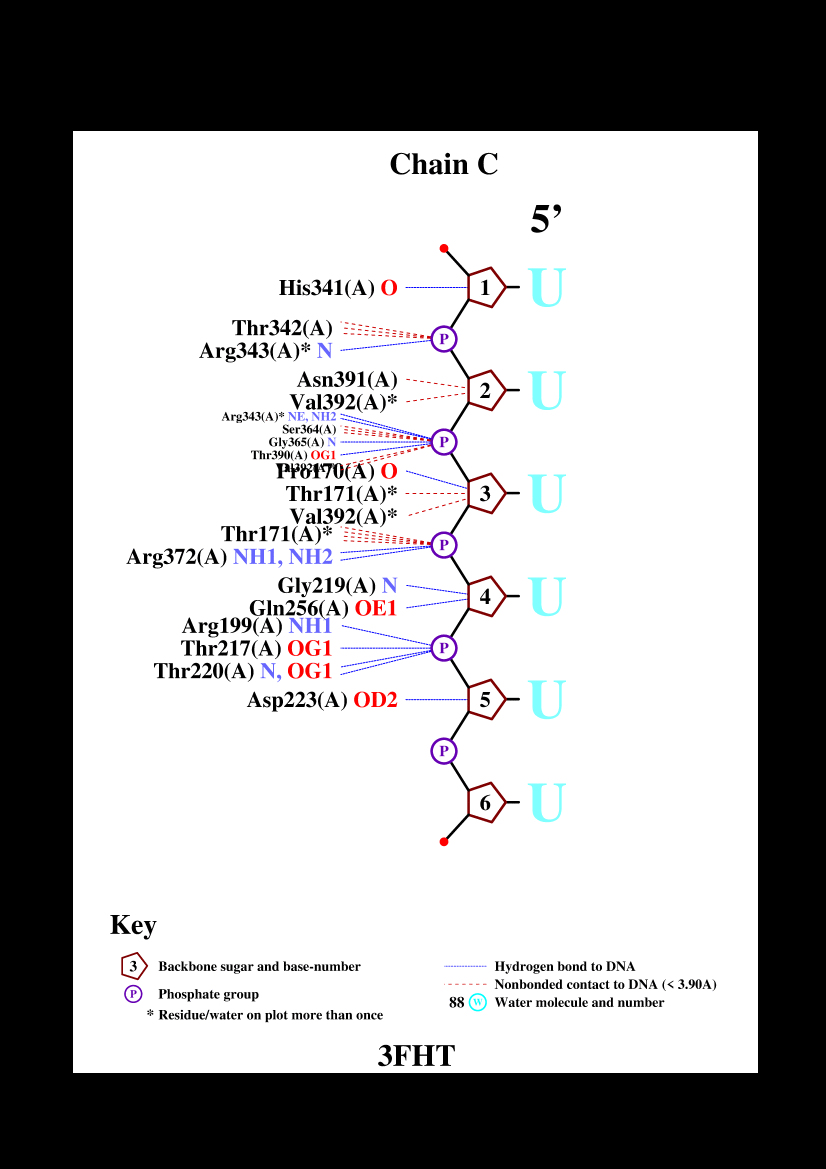 Chain C
5’
His341(A) O
1
U
Thr342(A)
P
Arg343(A)* N
Asn391(A)
2
U
Val392(A)*
Arg343(A)* NE, NH2
Ser364(A)
Gly365(A) N
P
Thr390(A) OG1
Pro170(A) O
Thr171(A)*
3
U
Val392(A)*
Thr171(A)*
P
Arg372(A) NH1, NH2
Gly219(A) N
4
U
Gln256(A) OE1
Arg199(A) NH1
Thr217(A) OG1
P
Thr220(A) N, OG1
Asp223(A) OD2
5
U
P
6
U
Key
3 Backbone sugar and base-number
P Phosphate group
* Residue/water on plot more than once
Hydrogen bond to DNA
Nonbonded contact to DNA (< 3.90A)
88 W Water molecule and number
3FHT